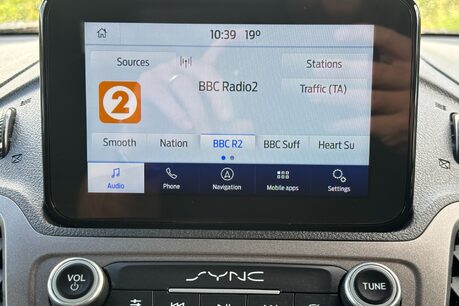 10:39 19º
Sources
Stations
BBC Radio2
Traffic (TA)
2
Smooth Nation BBC R2 BBC Suff Heart Su
Audio Phone Navigation Mobile apps Settings
SYNC
VOL
TUNE